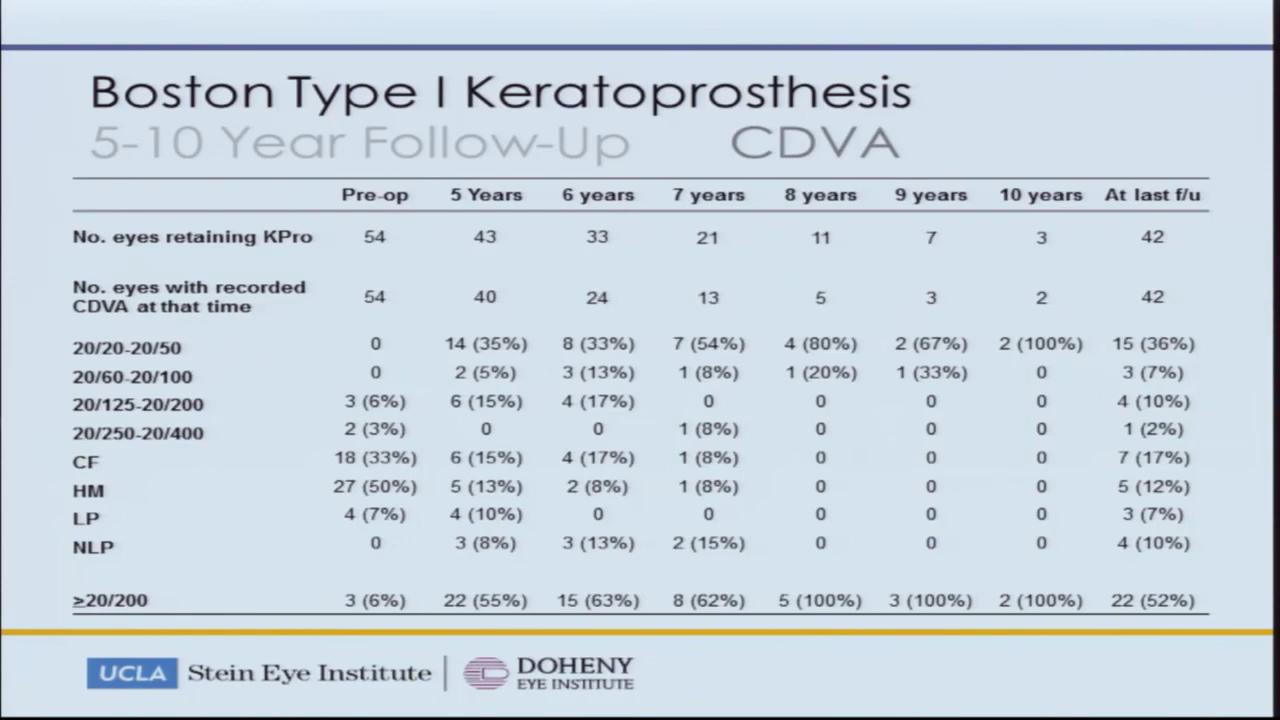 Boston Type I Keratoprosthesis
5-10 Year Follow-Up CDVA
Pre-op 5 Years 6 years 7 years 8 years 9 years 10 years At last f/u
No. eyes retaining KPro 54 43 33 21 11 7 3 42
No. eyes with recorded
CDVA at that time 54 40 24 13 5 3 2 42
20/20-20/50 0 14 (35%) 8 (33%) 7 (54%) 4 (80%) 2 (67%) 2 (100%) 15 (36%)
20/60-20/100 0 2 (5%) 3 (13%) 1 (8%) 1 (20%) 1 (33%) 0 3 (7%)
20/125-20/200 3 (6%) 6 (15%) 4 (17%) 0 0 0 0 4 (10%)
20/250-20/400 2 (3%) 0 0 1 (8%) 0 0 0 1 (2%)
CF 18 (33%) 6 (15%) 4 (17%) 1 (8%) 0 0 0 7 (17%)
HM 27 (50%) 5 (13%) 2 (8%) 1 (8%) 0 0 0 5 (12%)
LP 4 (7%) 4 (10%) 0 0 0 0 0 3 (7%)
NLP 0 3 (8%) 3 (13%) 2 (15%) 0 0 0 4 (10%)
≥20/200 3 (6%) 22 (55%) 15 (63%) 8 (62%) 5 (100%) 3 (100%) 2 (100%) 22 (52%)
UCLA Stein Eye Institute DOHENY
EYE INSTITUTE